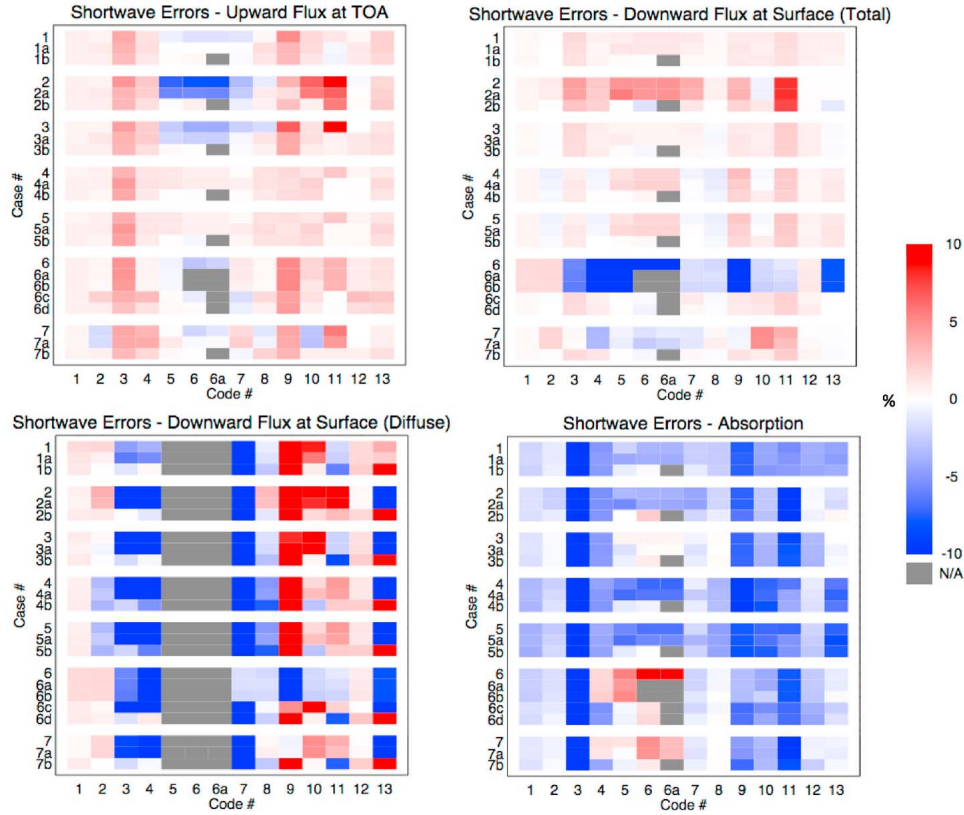 Shortwave Errors - Upward Flux at TOA
1
1a
1b
2
2a
2b
3
3a
3b
4
4a
4b
5
5a
5b
6
6a
6b
6c
6d
7
7a
7b
Case #
1 2 3 4 5 6 6a 7 8 9 10 11 12 13
Code #
Shortwave Errors - Downward Flux at Surface (Total)
1
1a
1b
2
2a
2b
3
3a
3b
4
4a
4b
5
5a
5b
6
6a
6b
6c
6d
7
7a
7b
Case #
1 2 3 4 5 6 6a 7 8 9 10 11 12 13
Code #
Shortwave Errors - Downward Flux at Surface (Diffuse)
1
1a
1b
2
2a
2b
3
3a
3b
4
4a
4b
5
5a
5b
6
6a
6b
6c
6d
7
7a
7b
Case #
1 2 3 4 5 6 6a 7 8 9 10 11 12 13
Code #
Shortwave Errors - Absorption
1
1a
1b
2
2a
2b
3
3a
3b
4
4a
4b
5
5a
5b
6
6a
6b
6c
6d
7
7a
7b
Case #
1 2 3 4 5 6 6a 7 8 9 10 11 12 13
Code #
%
10
5
0
-5
-10
N/A